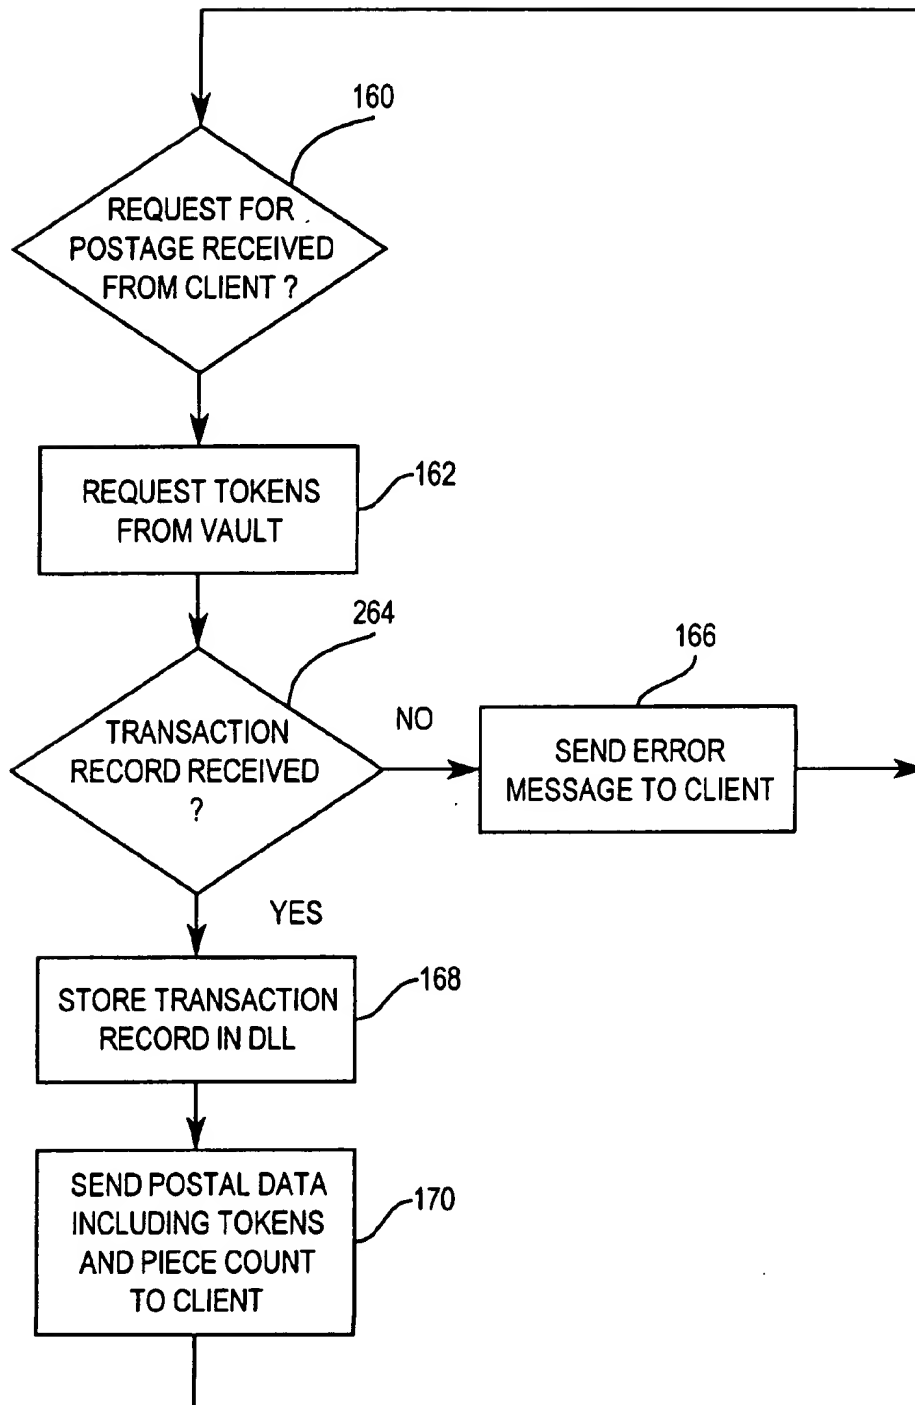 160
REQUEST FOR
POSTAGE RECEIVED
FROM CLIENT ?
REQUEST TOKENS
FROM VAULT
162
264
TRANSACTION
RECORD RECEIVED
?
NO
166
SEND ERROR
MESSAGE TO CLIENT
YES
STORE TRANSACTION
RECORD IN DLL
168
SEND POSTAL DATA
INCLUDING TOKENS
AND PIECE COUNT
TO CLIENT
170